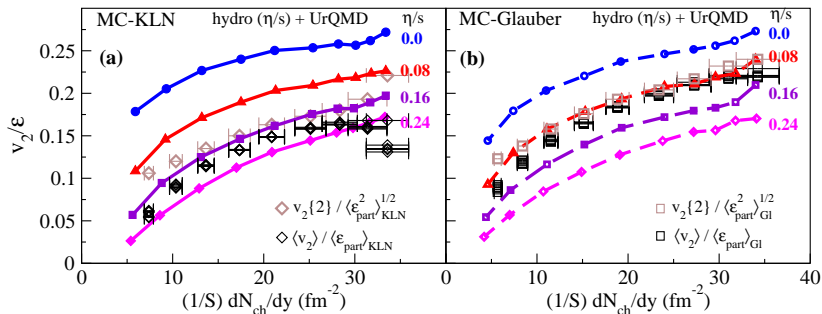 MC-KLN hydro (η/s) + UrQMD η/s
(a)
0.0
0.08
0.16
0.24
v₂{2} / ⟨ε²part⟩^1/2 KLN
⟨v₂⟩ / ⟨εpart⟩KLN
MC-Glauber hydro (η/s) + UrQMD η/s
(b)
0.0
0.08
0.16
0.24
v₂{2} / ⟨ε²part⟩^1/2 Gl
⟨v₂⟩ / ⟨εpart⟩Gl
v₂/ε
0.25
0.2
0.15
0.1
0.05
0
0 10 20 30
0 10 20 30 40
(1/S) dNch/dy (fm⁻²)
(1/S) dNch/dy (fm⁻²)